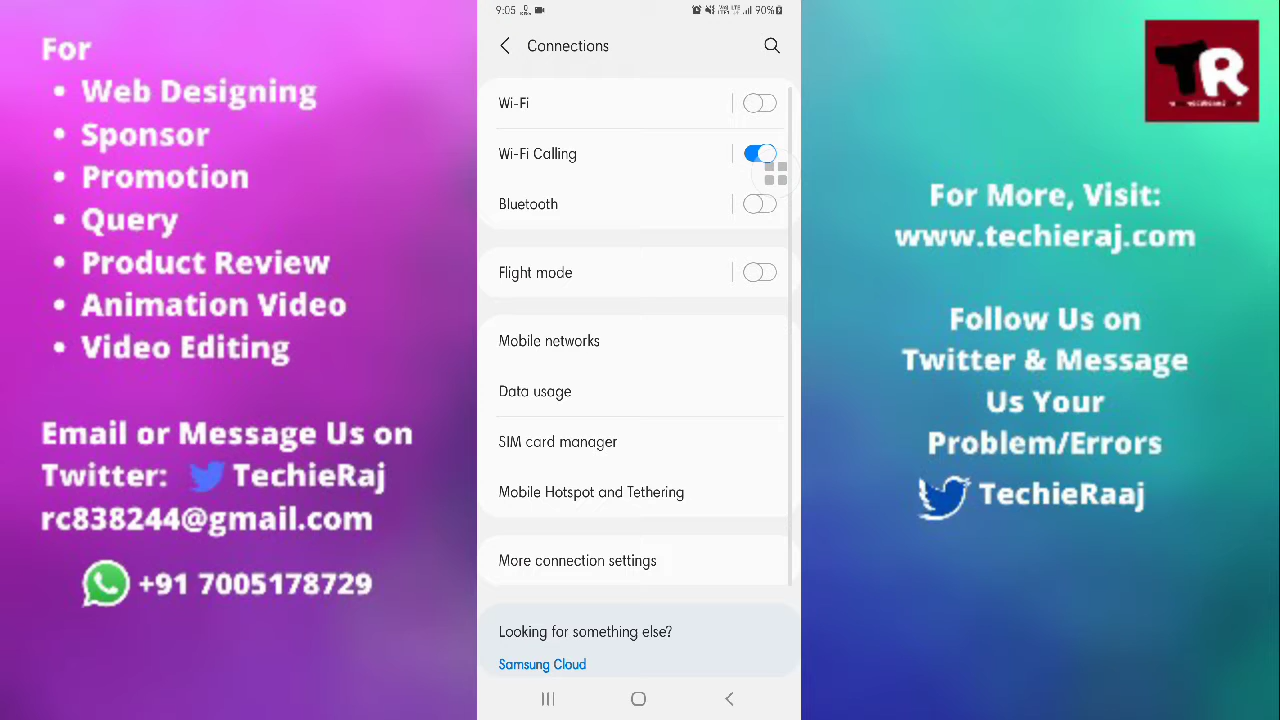 For
• Web Designing
• Sponsor
• Promotion
• Query
• Product Review
• Animation Video
• Video Editing
Email or Message Us on
Twitter: TechieRaj
rc838244@gmail.com
+91 7005178729
9:05 90%
Connections
Wi-Fi
Wi-Fi Calling
Bluetooth
Flight mode
Mobile networks
Data usage
SIM card manager
Mobile Hotspot and Tethering
More connection settings
Looking for something else?
Samsung Cloud
TR
For More, Visit:
www.techieraj.com
Follow Us on
Twitter & Message
Us Your
Problem/Errors
TechieRaaj